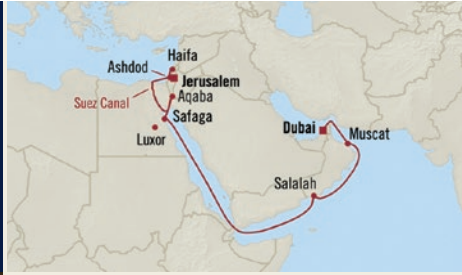 Haifa
Ashdod
Jerusalem
Suez Canal
Aqaba
Safaga
Luxor
Dubai
Muscat
Salalah